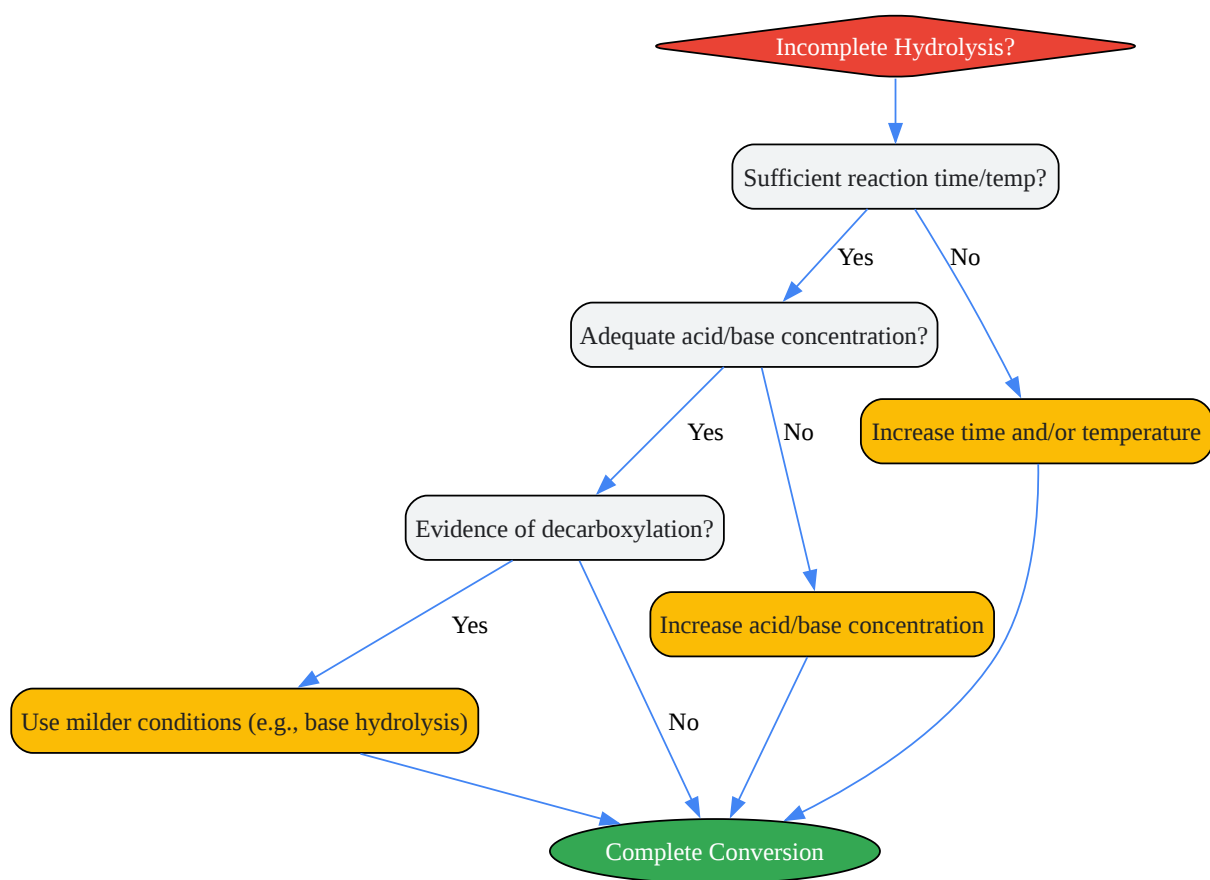 Incomplete Hydrolysis?
Sufficient reaction time/temp?
Yes
No
Adequate acid/base concentration?
Yes
No
Increase time and/or temperature
Evidence of decarboxylation?
Yes
Increase acid/base concentration
Use milder conditions (e.g., base hydrolysis)
No
Complete Conversion